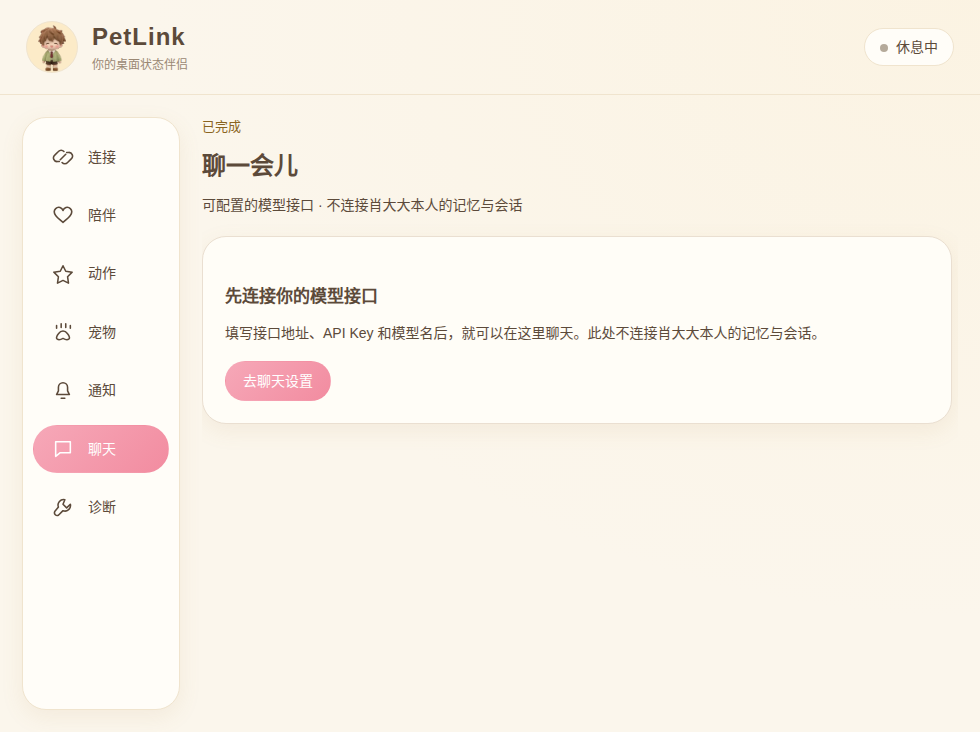 PetLink
你的桌面状态伴侣
休息中
连接
陪伴
动作
宠物
通知
聊天
诊断
已完成
聊一会儿
可配置的模型接口 · 不连接肖大大本人的记忆与会话
先连接你的模型接口
填写接口地址、API Key 和模型名后，就可以在这里聊天。此处不连接肖大大本人的记忆与会话。
去聊天设置